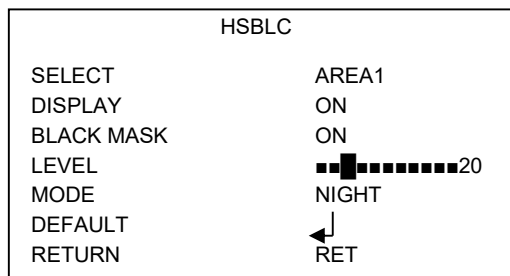 HSBLC
SELECT AREA1
DISPLAY ON
BLACK MASK ON
LEVEL 20
MODE NIGHT
DEFAULT
RETURN RET